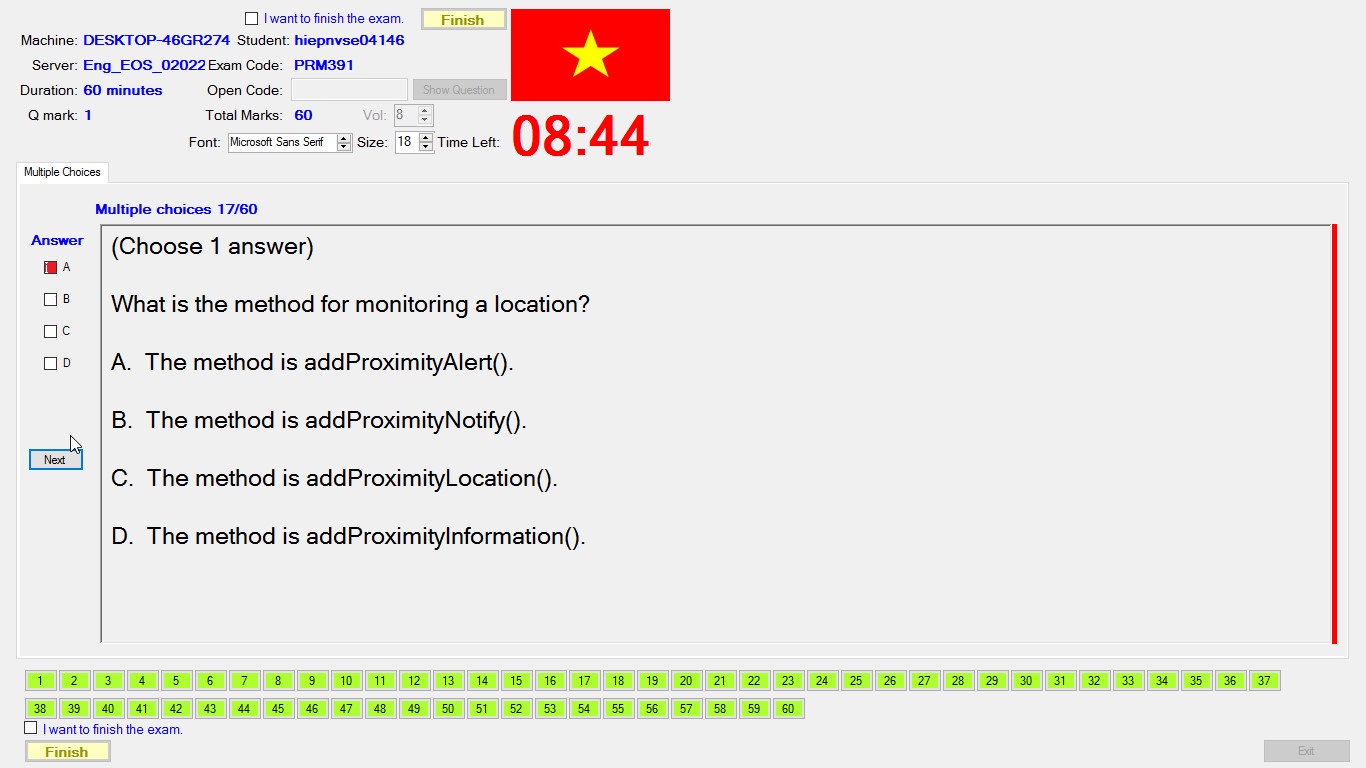 I want to finish the exam. Finish
Machine: DESKTOP-46GR274 Student: hiepnvse04146
Server: Eng_EOS_02022 Exam Code: PRM391
Duration: 60 minutes Open Code: Show Question
Q mark: 1 Total Marks: 60 Vol: 8
Font: Microsoft Sans Serif Size: 18 Time Left: 08:44
Multiple Choices
Multiple choices 17/60
Answer
A
B
C
D
Next
(Choose 1 answer)
What is the method for monitoring a location?
A. The method is addProximityAlert().
B. The method is addProximityNotify().
C. The method is addProximityLocation().
D. The method is addProximityInformation().
1 2 3 4 5 6 7 8 9 10 11 12 13 14 15 16 17 18 19 20 21 22 23 24 25 26 27 28 29 30 31 32 33 34 35 36 37
38 39 40 41 42 43 44 45 46 47 48 49 50 51 52 53 54 55 56 57 58 59 60
I want to finish the exam.
Finish Exit